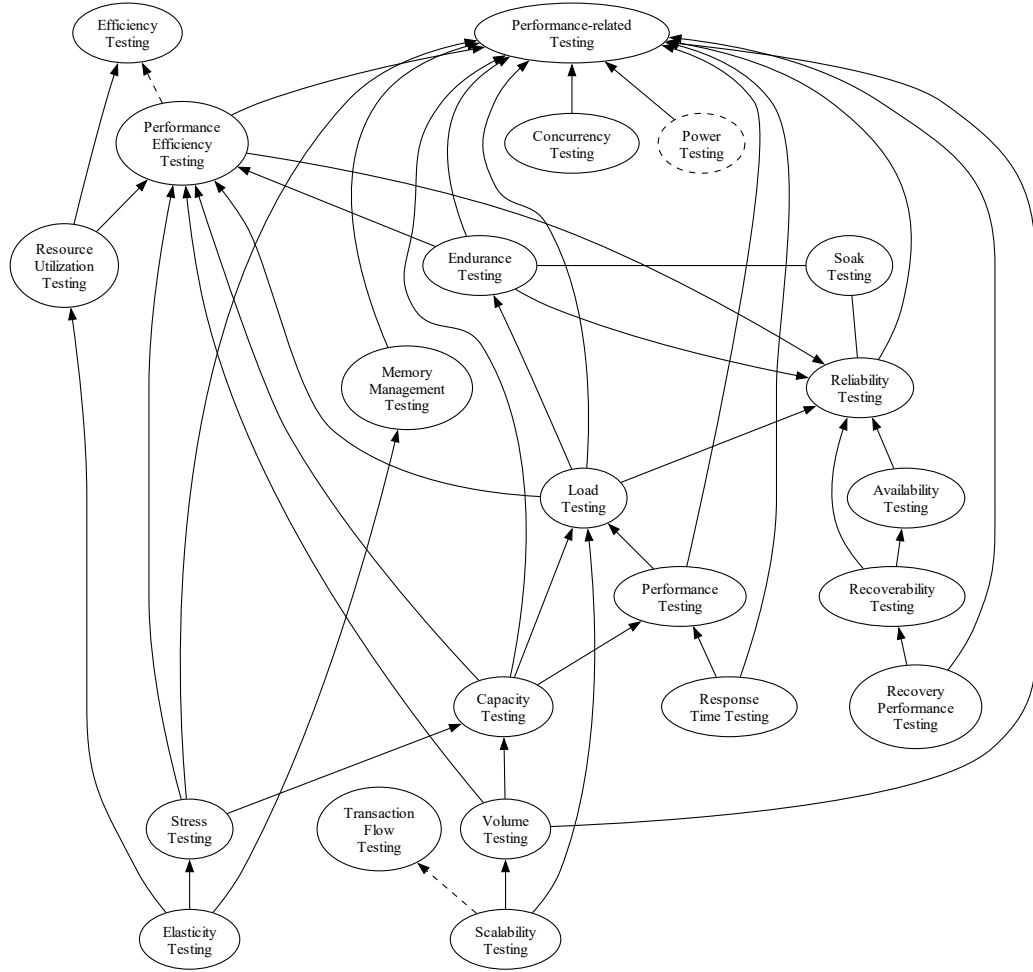 Efficiency
Testing
Performance-related
Testing
Performance
Efficiency
Testing
Concurrency
Testing
Power
Testing
Resource
Utilization
Testing
Endurance
Testing
Soak
Testing
Memory
Management
Testing
Reliability
Testing
Load
Testing
Availability
Testing
Performance
Testing
Recoverability
Testing
Capacity
Testing
Response
Time Testing
Recovery
Performance
Testing
Stress
Testing
Transaction
Flow
Testing
Volume
Testing
Elasticity
Testing
Scalability
Testing